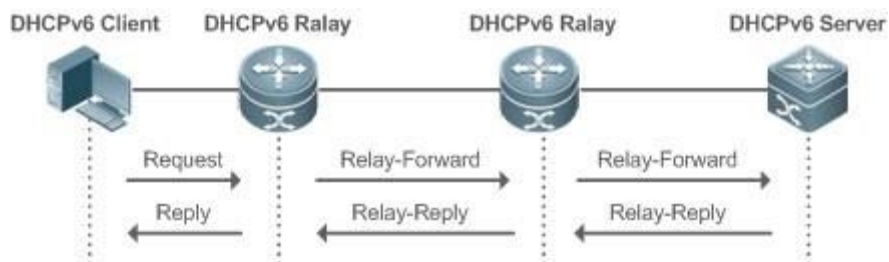 DHCPv6 Client DHCPv6 Ralay DHCPv6 Ralay DHCPv6 Server
Request Relay-Forward Relay-Forward
Reply Relay-Reply Relay-Reply